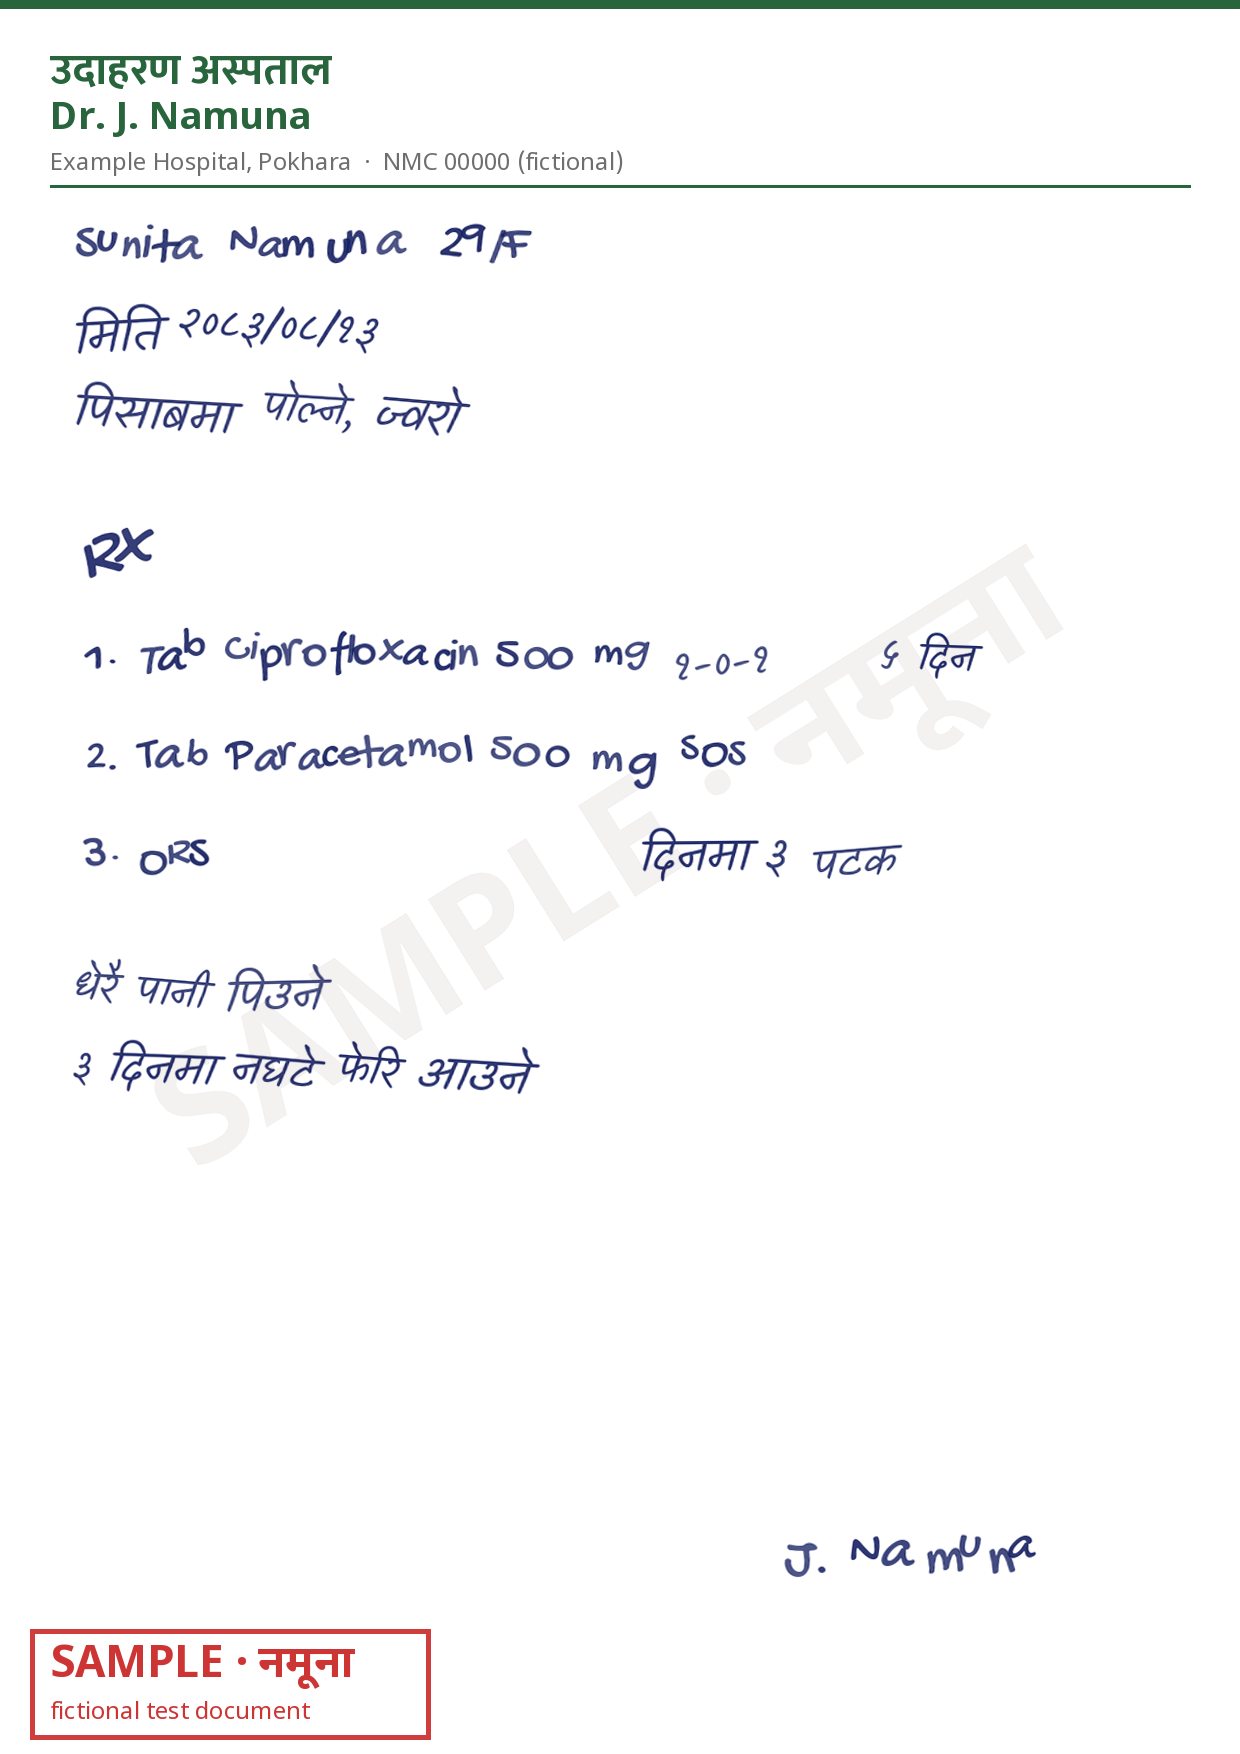 उदाहरण अस्पताल
Dr. J. Namuna
Example Hospital, Pokhara · NMC 00000 (fictional)
Sunita Namuna 29/F
मिति २०८३/०८/१३
पिसाबमा पोल्ने, ज्वरो
RX
1. Tab Ciprofloxacin 500 mg १-०-१ ६ दिन
2. Tab Paracetamol 500 mg SOS
3. ORS दिनमा ३ पटक
धेरै पानी पिउने
३ दिनमा नघटे फेरि आउने
SAMPLE · नमूना
J. Namuna
SAMPLE · नमूना
fictional test document